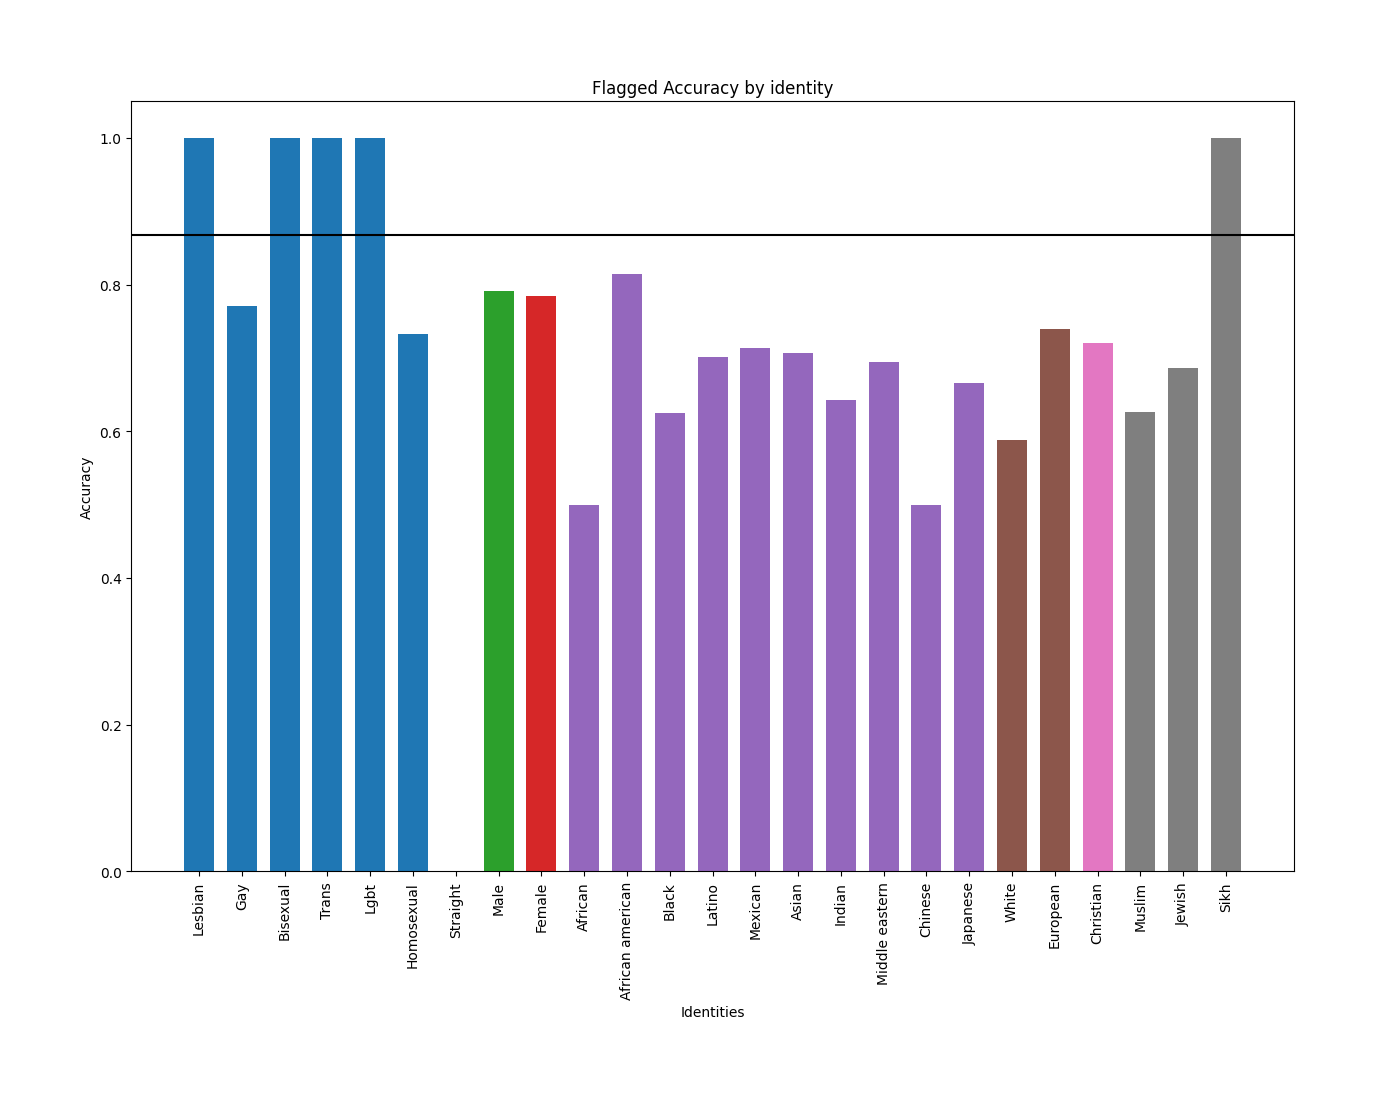 Flagged Accuracy by identity
1.0
0.8
0.6
0.4
0.2
0.0
Accuracy
Lesbian
Gay
Bisexual
Trans
Lgbt
Homosexual
Straight
Male
Female
African
African american
Black
Latino
Mexican
Asian
Indian
Middle eastern
Chinese
Japanese
White
European
Christian
Muslim
Jewish
Sikh
Identities